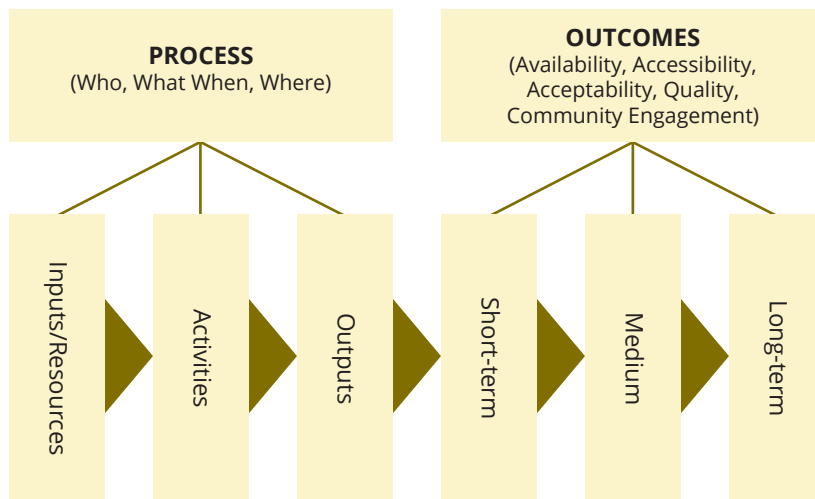 PROCESS
(Who, What When, Where)
OUTCOMES
(Availability, Accessibility,
Acceptability, Quality,
Community Engagement)
Inputs/Resources
Activities
Outputs
Short-term
Medium
Long-term